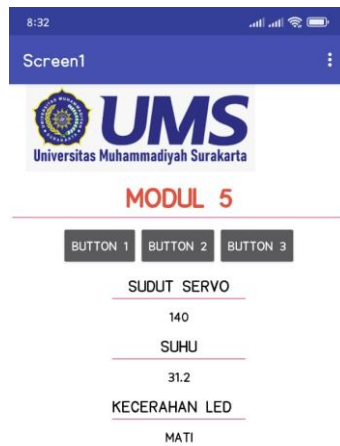 8:32
Screen1
UMS
Universitas Muhammadiyah Surakarta
MODUL 5
BUTTON 1 BUTTON 2 BUTTON 3
SUDUT SERVO
140
SUHU
31.2
KECERAHAN LED
MATI